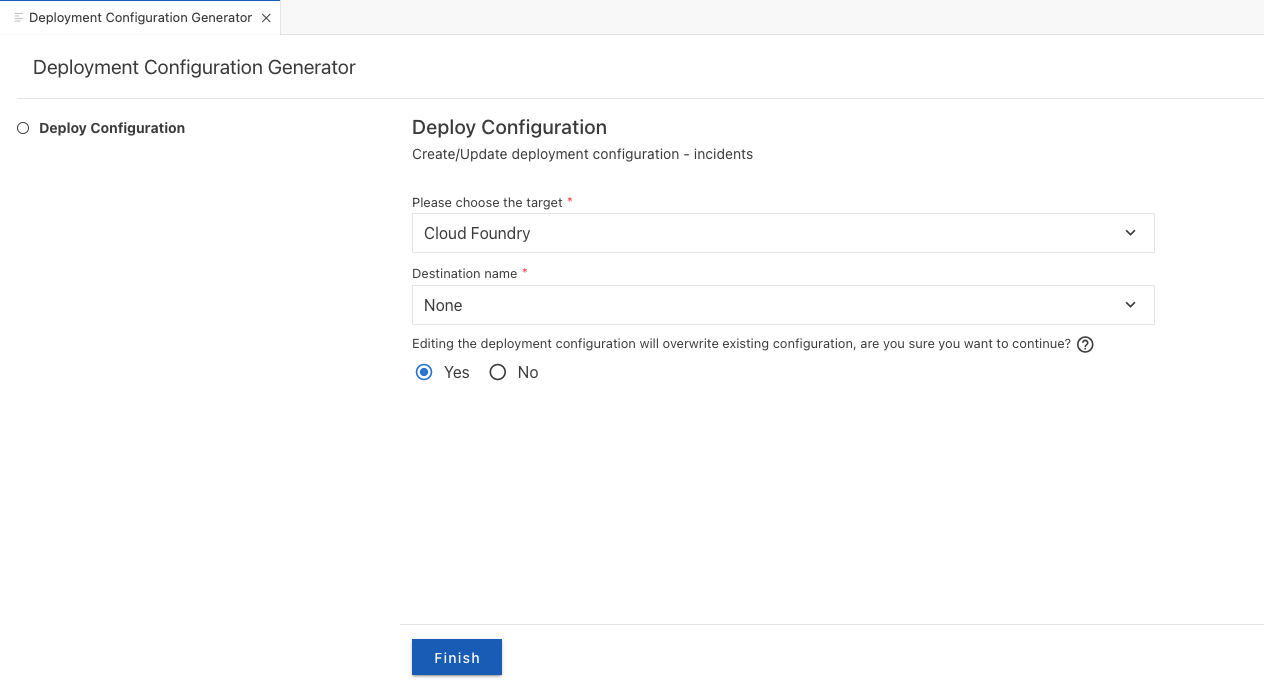 Deployment Configuration Generator
Deployment Configuration Generator
Deploy Configuration
Deploy Configuration
Create/Update deployment configuration - incidents
Please choose the target *
Cloud Foundry
Destination name *
None
Editing the deployment configuration will overwrite existing configuration, are you sure you want to continue? ?
Yes No
Finish